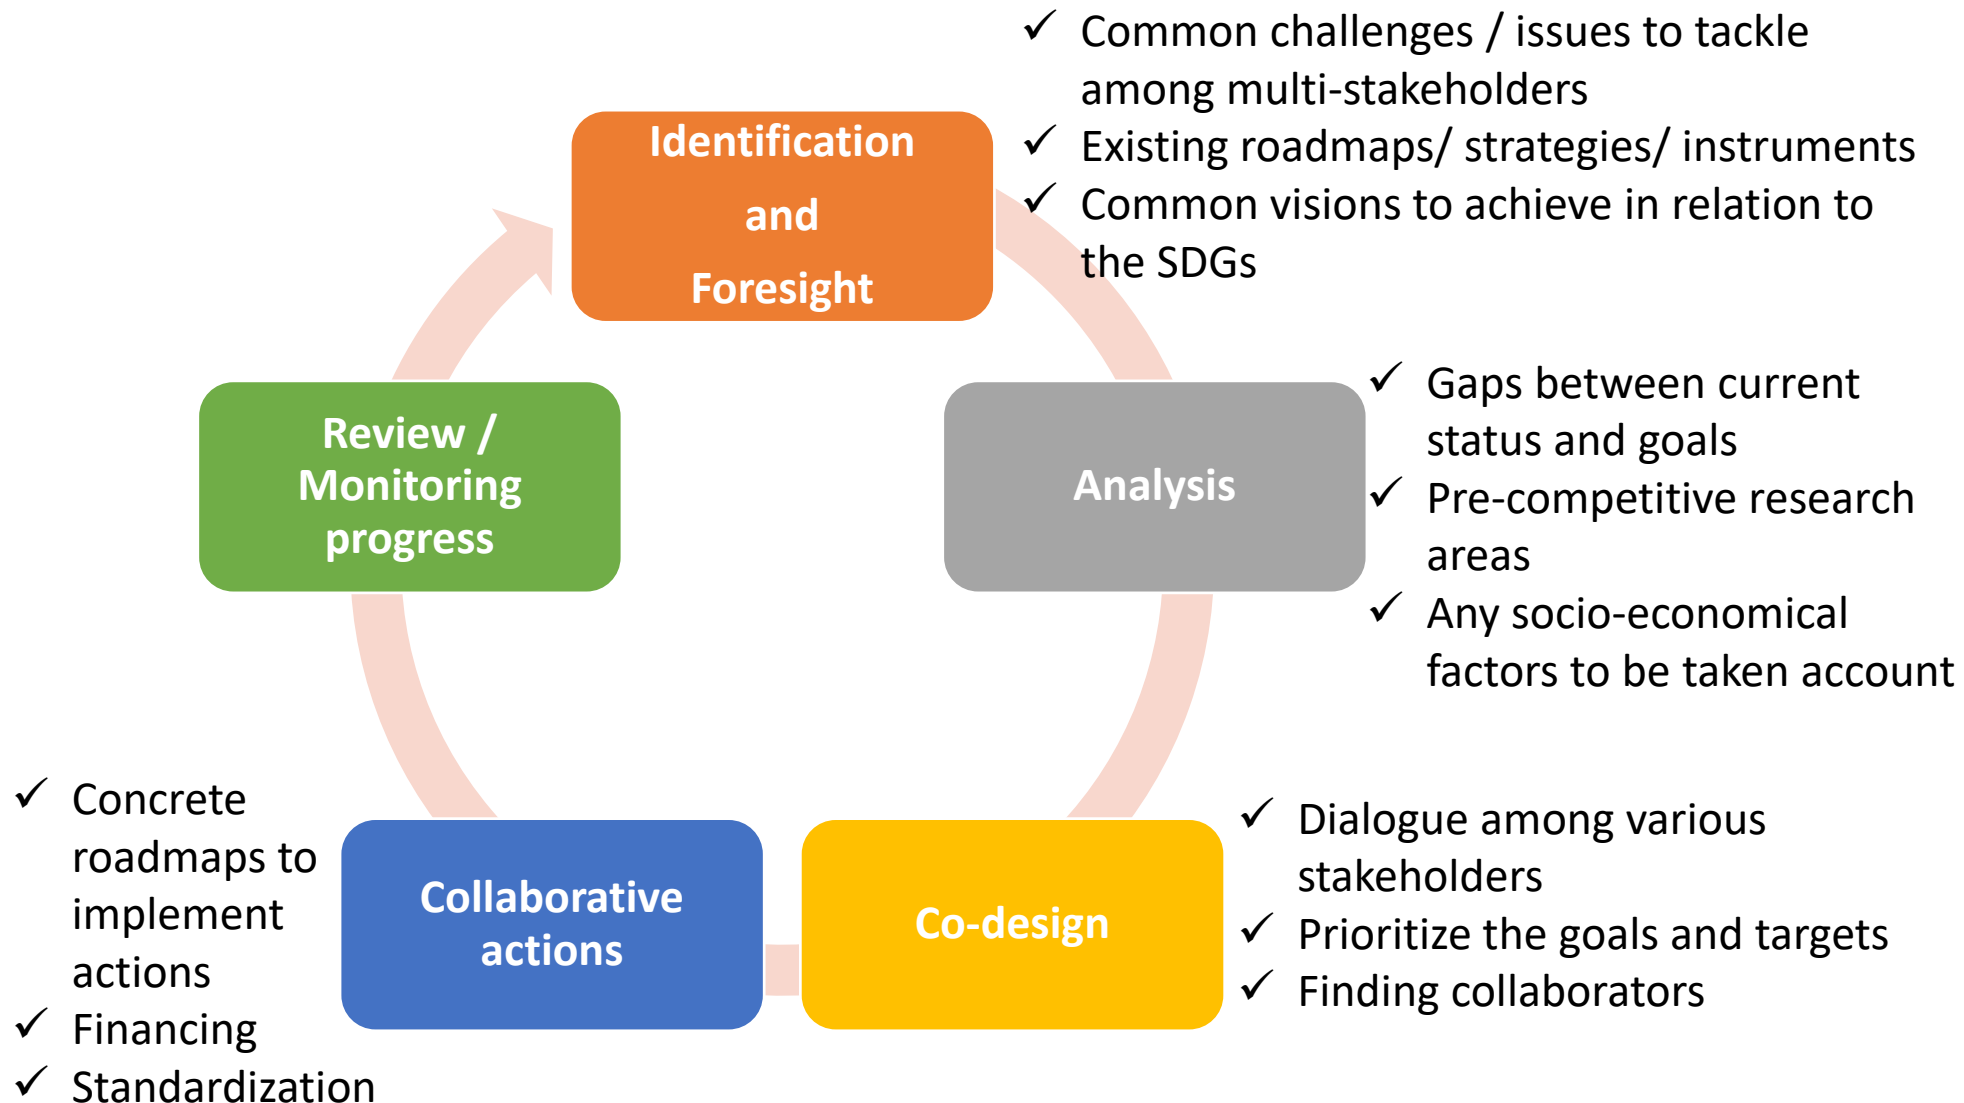 Identification
and
Foresight
✓ Common challenges / issues to tackle
among multi-stakeholders
✓ Existing roadmaps/ strategies/ instruments
✓ Common visions to achieve in relation to
the SDGs
Analysis
✓ Gaps between current
status and goals
✓ Pre-competitive research
areas
✓ Any socio-economical
factors to be taken account
Co-design
✓ Dialogue among various
stakeholders
✓ Prioritize the goals and targets
✓ Finding collaborators
Collaborative
actions
✓ Concrete
roadmaps to
implement
actions
✓ Financing
✓ Standardization
Review /
Monitoring
progress